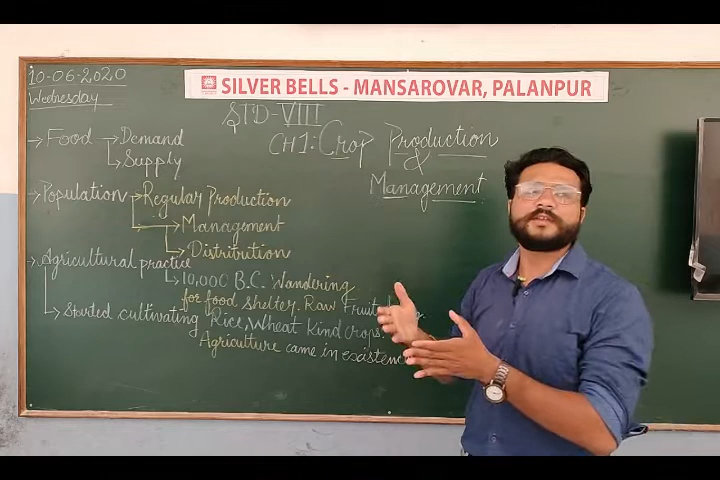 10-06-2020
Wednesday
SILVER BELLS - MANSAROVAR, PALANPUR
STD-VIII
CH1: Crop Production
&
Management
→ Food → Demand
→ Supply
→ Population → Regular Production
→ Management
→ Distribution
→ Agricultural practice
→ 10,000 B.C. Wandering
for food shelter. Raw Fruits
→ Started cultivating Rice, Wheat Kind crops.
Agriculture came in existence